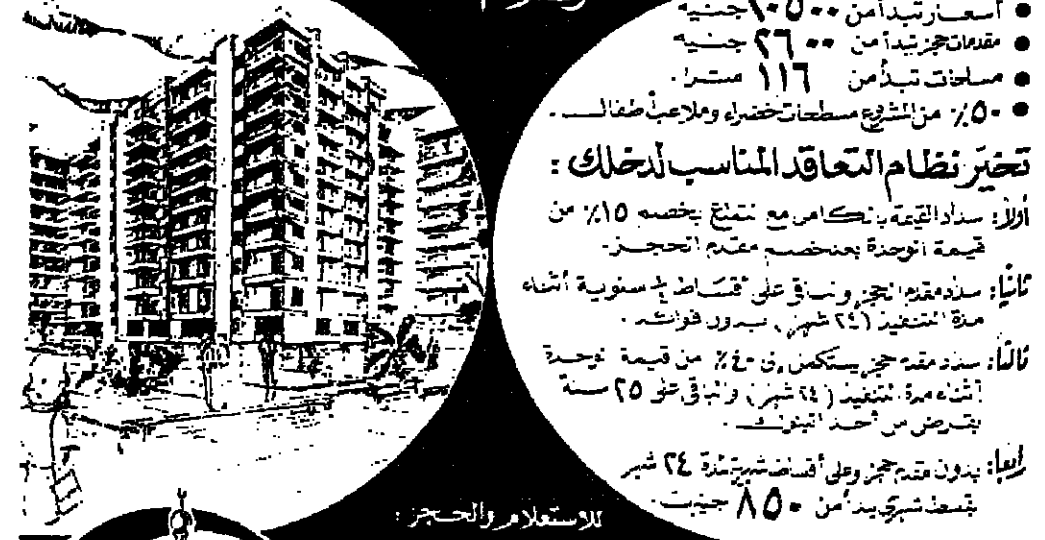 • أسعار تبدأ من ١٠٥٠٠ جنيه
• مقدمات حجز تبدأ من ٢٦٠٠ جنيه
• مساحات تبدأ من ١١٦ مترا .
• ٥٠٪ من المشروع مسطحات خضراء وملاعب أطفال .
تخيّر نظام التعاقد المناسب لدخلك :
أولاً: سداد القيمة بالكامل مع التمتع بخصم ١٥٪ من
قيمة الوحدة بعد خصم مقدم الحجز .
ثانيا: سداد مقدم الحجز والباقي على أقساط ¼ سنوية أثناء
مدة التنفيذ (٢٤ شهر) بدون فوائد .
ثالثا: سداد مقدم حجز يستكمل إلى ٤٠٪ من قيمة الوحدة
أثناء مدة التنفيذ (٢٤ شهر) والباقي على ٢٥ سنة
بقرض من أحد البنوك .
رابعا: بدون مقدم حجز وعلى أقساط شهرية لمدة ٢٤ شهر
بقسط شهري يبدأ من ٨٥٠ جنيه .
للاستعلام والحجز :